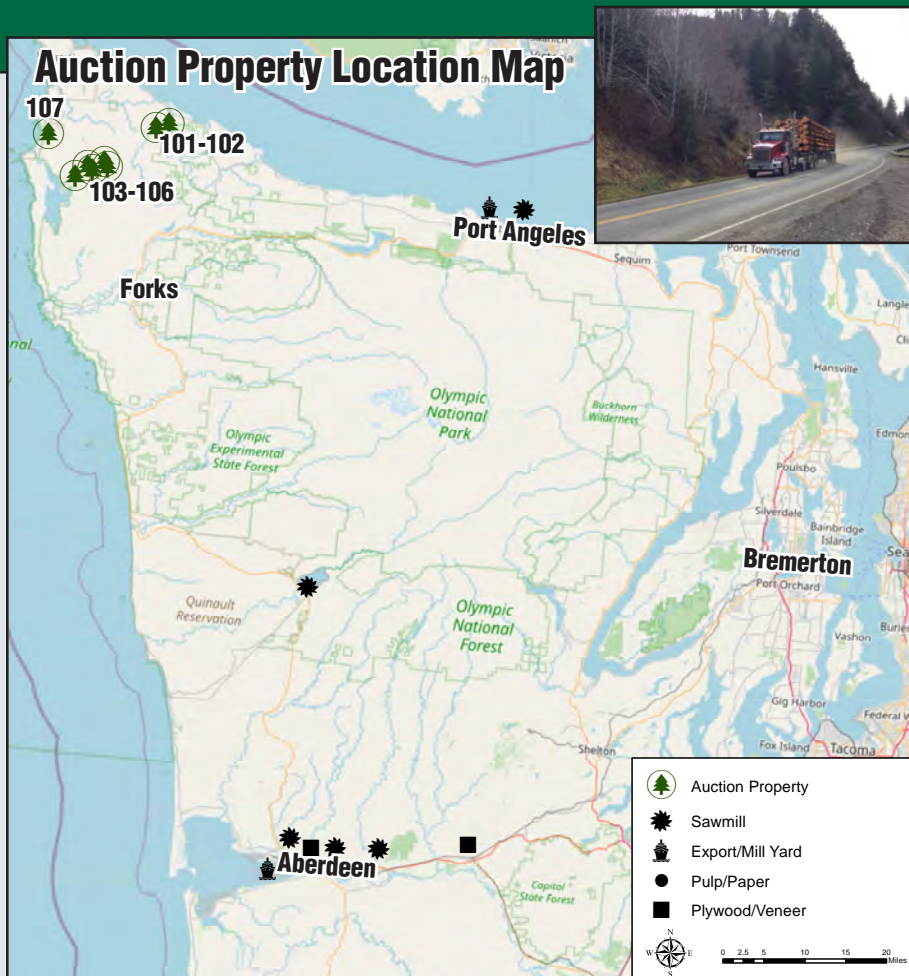 Auction Property Location Map
107
101-102
103-106
Port Angeles
Port Townsend
Sequim
Forks
Hansville
Olympic
National
Park
Buckhorn
Wilderness
Olympic
Experimental
State Forest
Poulsbo
Silverdale
Bainbridge
Island
Bremerton
Port Orchard
Quinault
Reservation
Olympic
National
Forest
Vashon
Gig Harbor
Fox Island
Tacoma
Shelton
Aberdeen
Capitol
State Forest
Auction Property
Sawmill
Export/Mill Yard
Pulp/Paper
Plywood/Veneer
N
W E
S
0 2.5 5 10 15 20
Miles